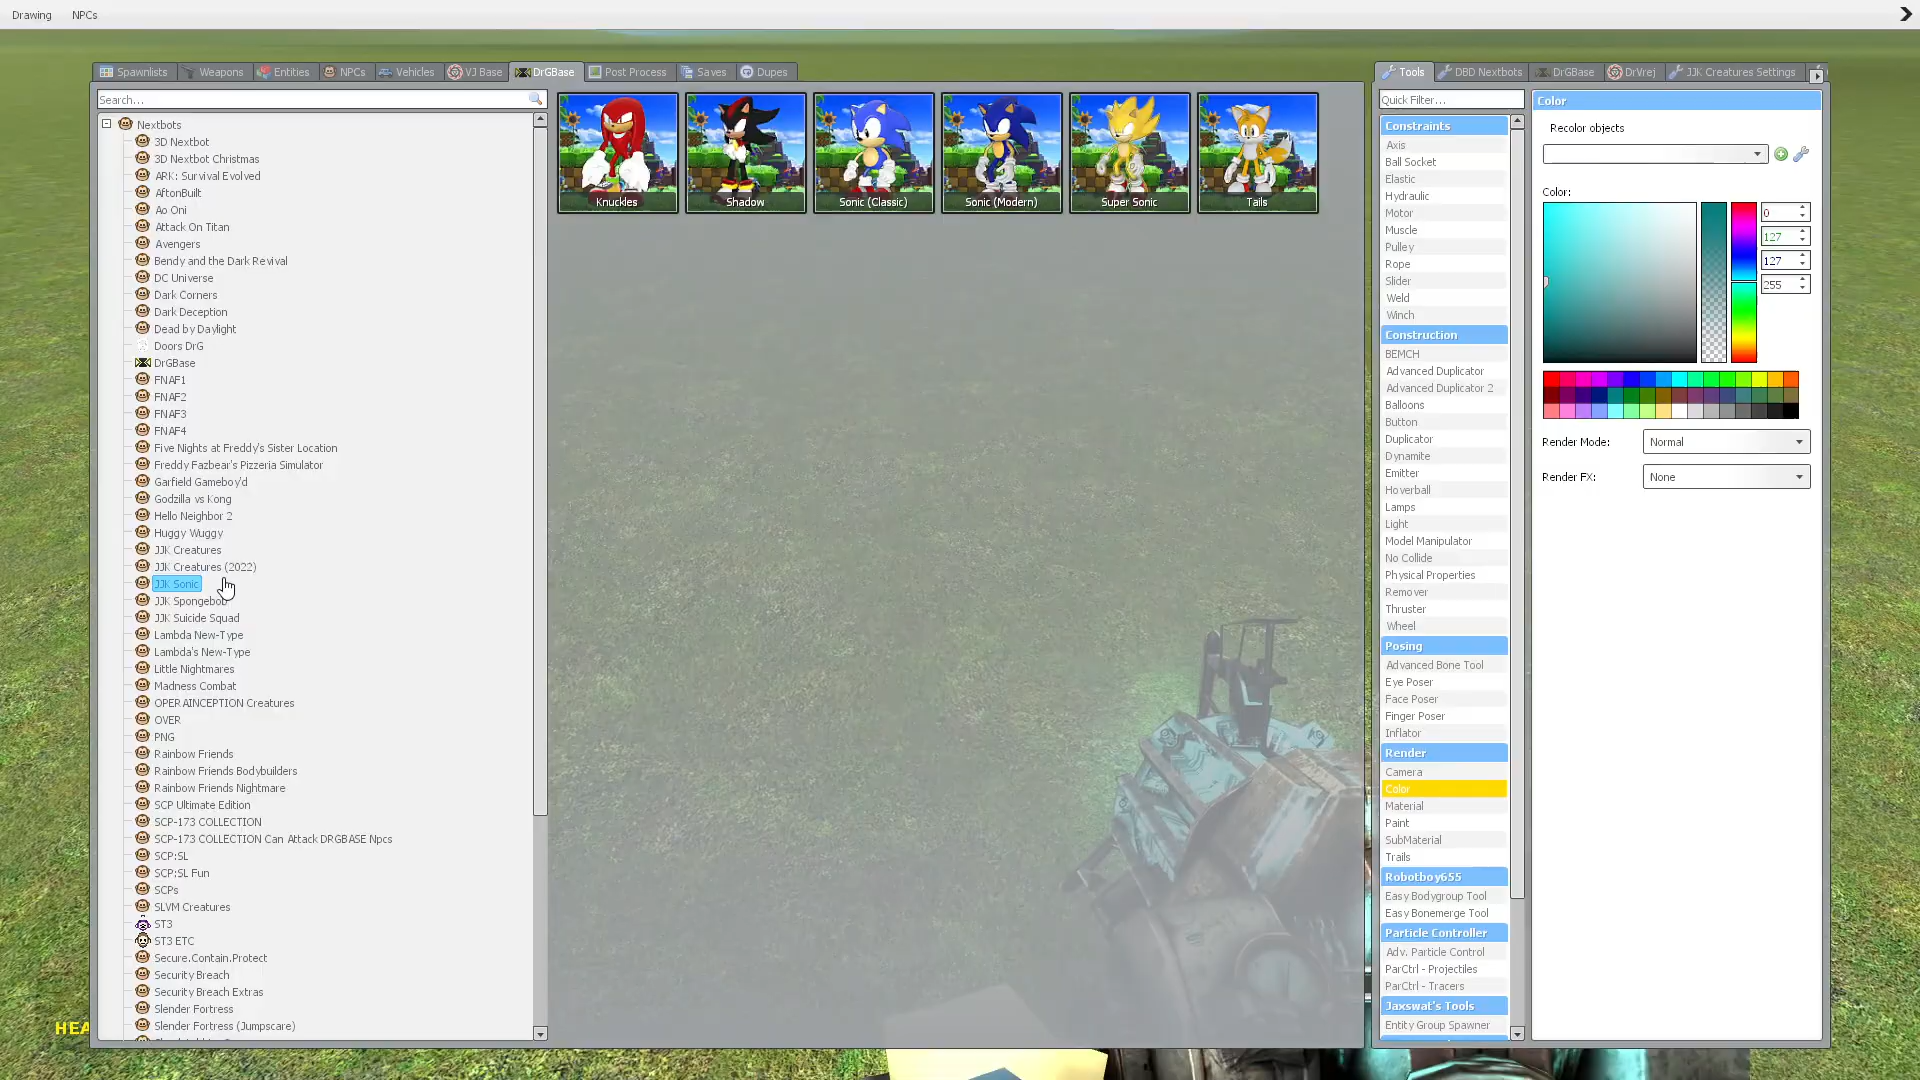 Drawing NPCs
Spawnlists Weapons Entities NPCs Vehicles VJ Base DrGBase Post Process Saves Dupes
Search...
Nextbots
3D Nextbot
3D Nextbot Christmas
ARK: Survival Evolved
AftonBuilt
Ao Oni
Attack On Titan
Avengers
Bendy and the Dark Revival
DC Universe
Dark Corners
Dark Deception
Dead by Daylight
Doors DrG
DrGBase
FNAF1
FNAF2
FNAF3
FNAF4
Five Nights at Freddy's Sister Location
Freddy Fazbear's Pizzeria Simulator
Garfield Gameboy'd
Godzilla vs Kong
Hello Neighbor 2
Huggy Wuggy
JJK Creatures
JJK Creatures (2022)
JJK Sonic
JJK Spongebob
JJK Suicide Squad
Lambda New-Type
Lambda's New-Type
Little Nightmares
Madness Combat
OPERAINCEPTION Creatures
OVER
PNG
Rainbow Friends
Rainbow Friends Bodybuilders
Rainbow Friends Nightmare
SCP Ultimate Edition
SCP-173 COLLECTION
SCP-173 COLLECTION Can Attack DRGBASE Npcs
SCP:SL
SCP:SL Fun
SCPs
SLVM Creatures
ST3
ST3 ETC
Secure.Contain.Protect
Security Breach
Security Breach Extras
Slender Fortress
Slender Fortress (Jumpscare)
HEA
Knuckles Shadow Sonic (Classic) Sonic (Modern) Super Sonic Tails
Tools DBD Nextbots DrGBase DrVrej JJK Creatures Settings
Quick Filter...
Constraints
Axis
Ball Socket
Elastic
Hydraulic
Motor
Muscle
Pulley
Rope
Slider
Weld
Winch
Construction
BEMCH
Advanced Duplicator
Advanced Duplicator 2
Balloons
Button
Duplicator
Dynamite
Emitter
Hoverball
Lamps
Light
Model Manipulator
No Collide
Physical Properties
Remover
Thruster
Wheel
Posing
Advanced Bone Tool
Eye Poser
Face Poser
Finger Poser
Inflator
Render
Camera
Color
Material
Paint
SubMaterial
Trails
Robotboy655
Easy Bodygroup Tool
Easy Bonemerge Tool
Particle Controller
Adv. Particle Control
ParCtrl - Projectiles
ParCtrl - Tracers
Jaxswat's Tools
Entity Group Spawner
Color
Recolor objects
Color:
0
127
127
255
Render Mode: Normal
Render FX: None